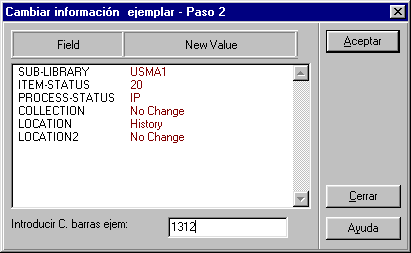 Cambiar información ejemplar - Paso 2
Field New Value
Aceptar
SUB-LIBRARY USMA1
ITEM-STATUS 20
PROCESS-STATUS IP
COLLECTION No Change
LOCATION History
LOCATION2 No Change
Cerrar
Introducir C. barras ejem: 1312
Ayuda